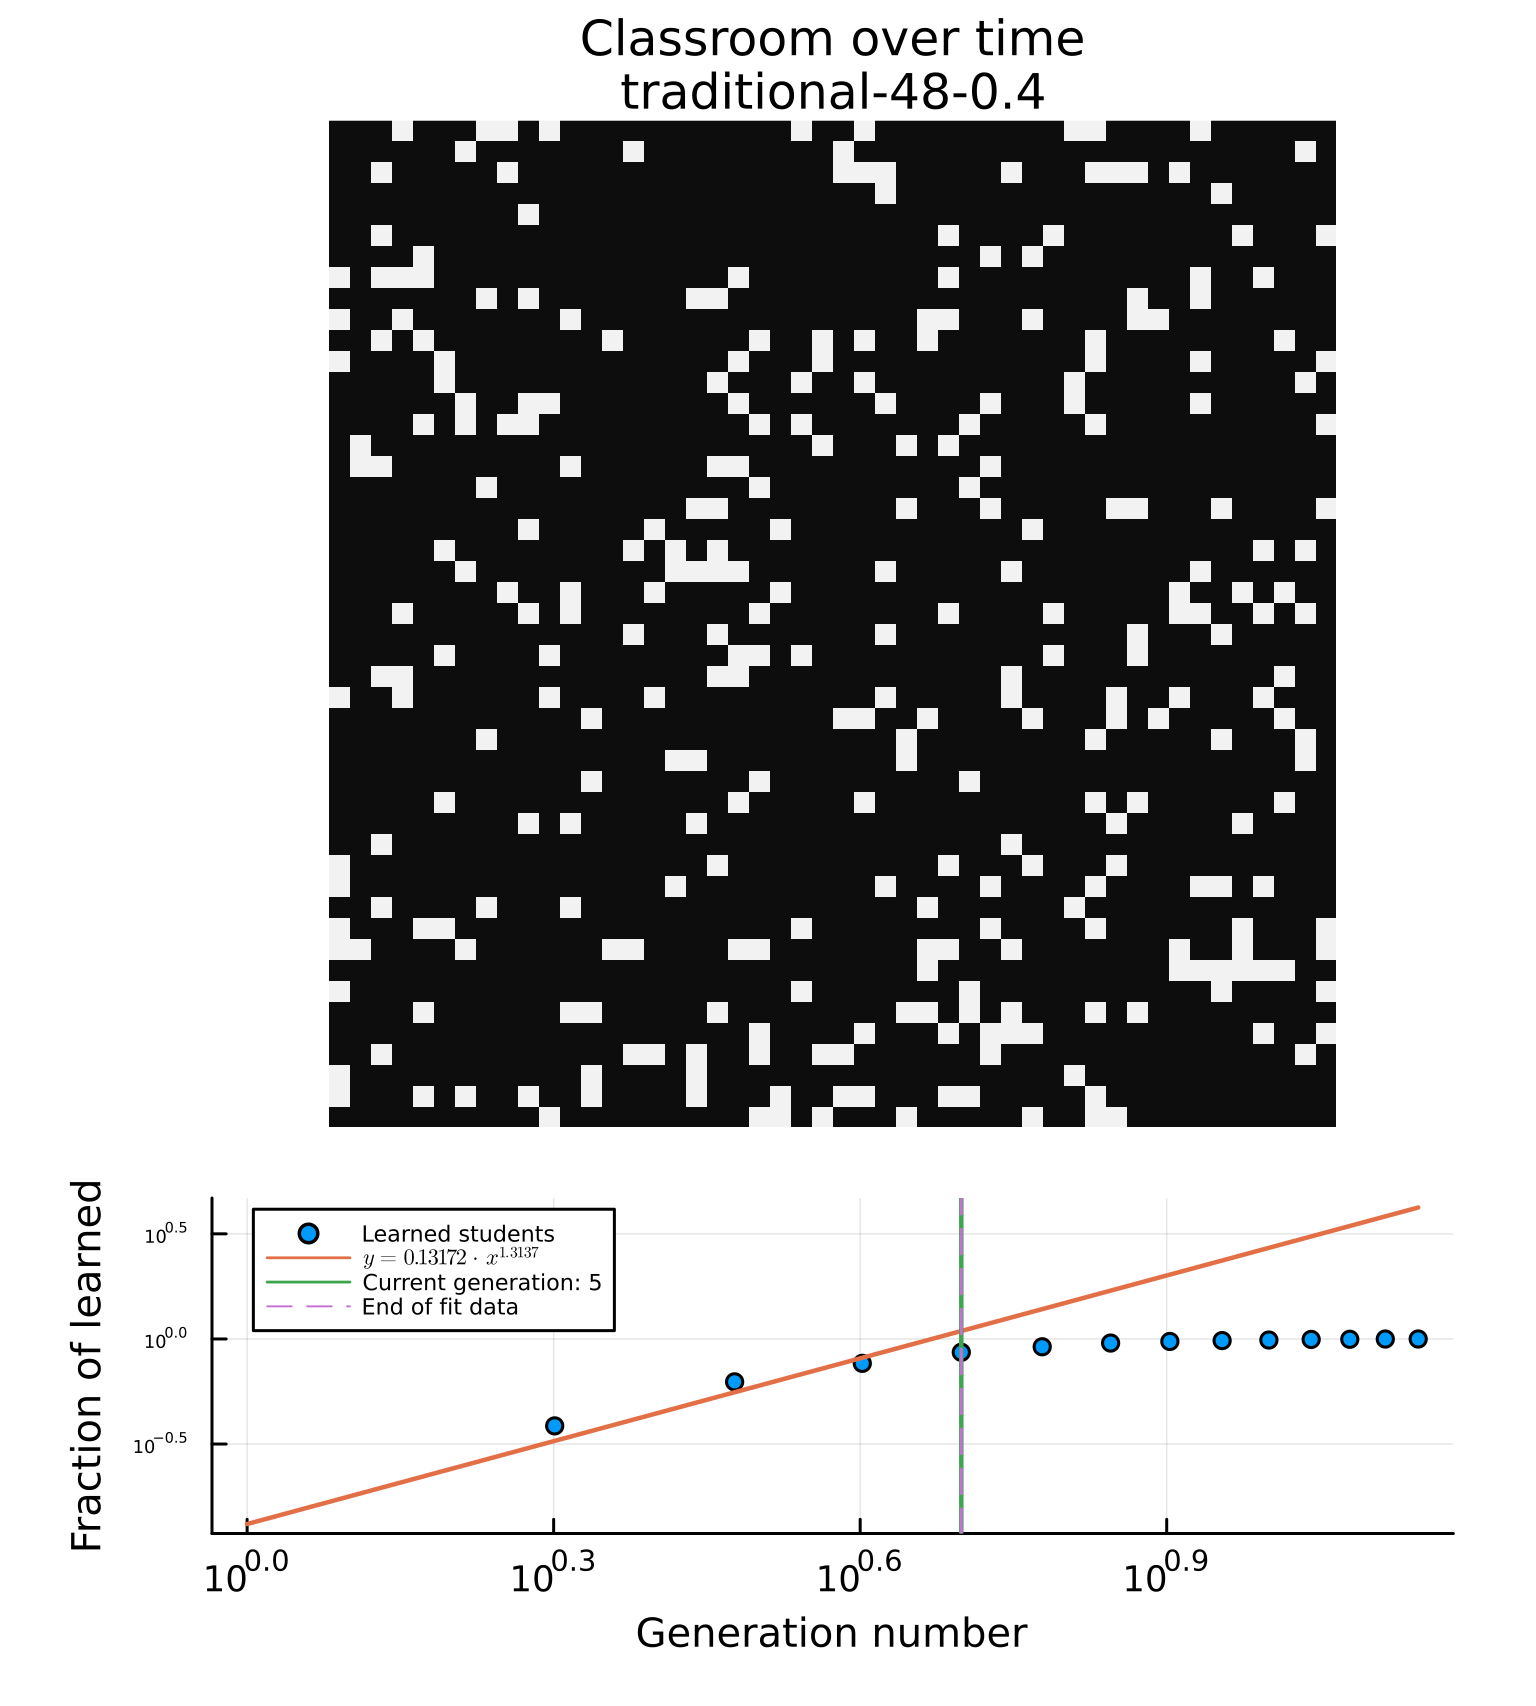 Classroom over time
traditional-48-0.4
Fraction of learned
10^0.5
10^0.0
10^−0.5
Learned students
y = 0.13172 · x^1.3137
Current generation: 5
End of fit data
10^0.0 10^0.3 10^0.6 10^0.9
Generation number